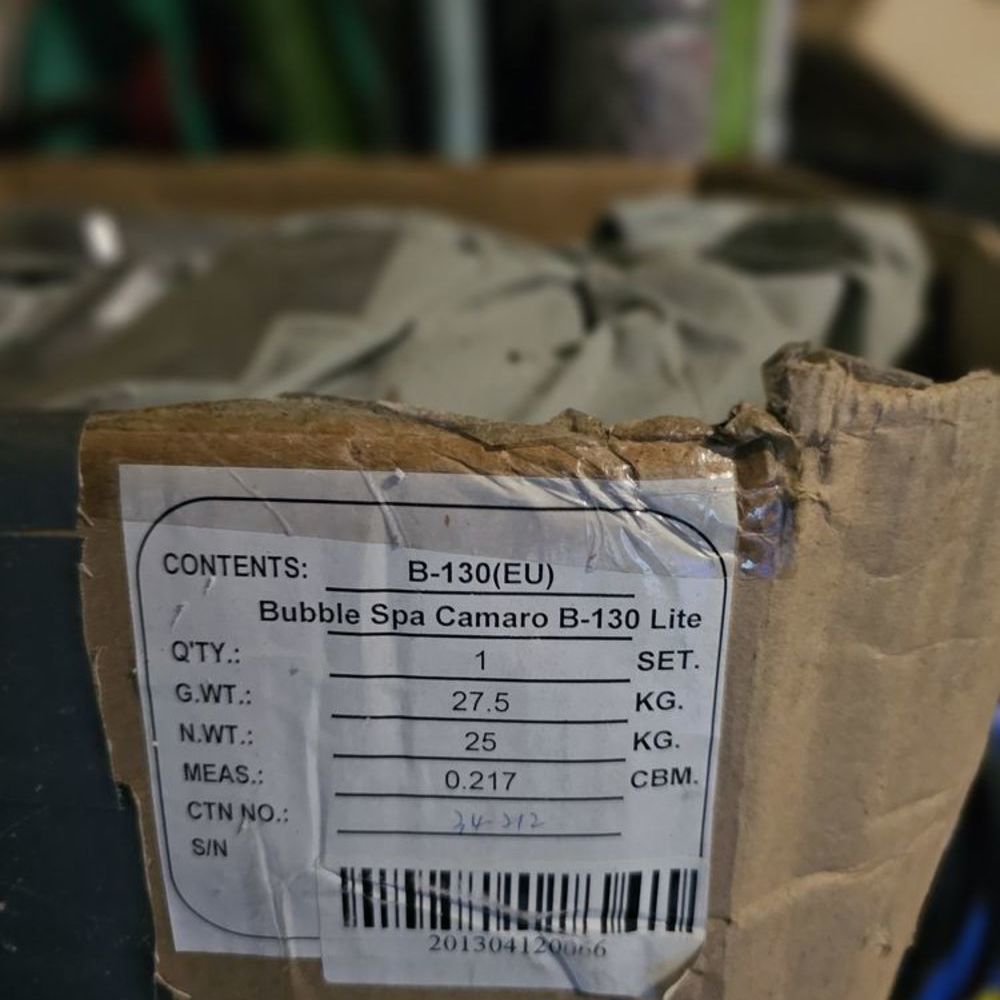 CONTENTS: B-130(EU)
Bubble Spa Camaro B-130 Lite
Q'TY.: 1 SET.
G.WT.: 27.5 KG.
N.WT.: 25 KG.
MEAS.: 0.217 CBM.
CTN NO.:
S/N
201304120066